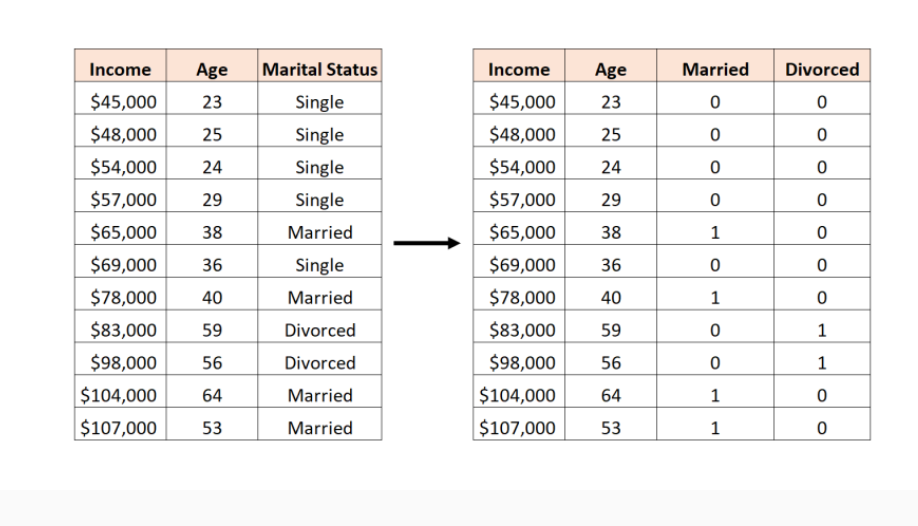 Income Age Marital Status Income Age Married Divorced
$45,000 23 Single $45,000 23 0 0
$48,000 25 Single $48,000 25 0 0
$54,000 24 Single $54,000 24 0 0
$57,000 29 Single $57,000 29 0 0
$65,000 38 Married $65,000 38 1 0
$69,000 36 Single $69,000 36 0 0
$78,000 40 Married $78,000 40 1 0
$83,000 59 Divorced $83,000 59 0 1
$98,000 56 Divorced $98,000 56 0 1
$104,000 64 Married $104,000 64 1 0
$107,000 53 Married $107,000 53 1 0